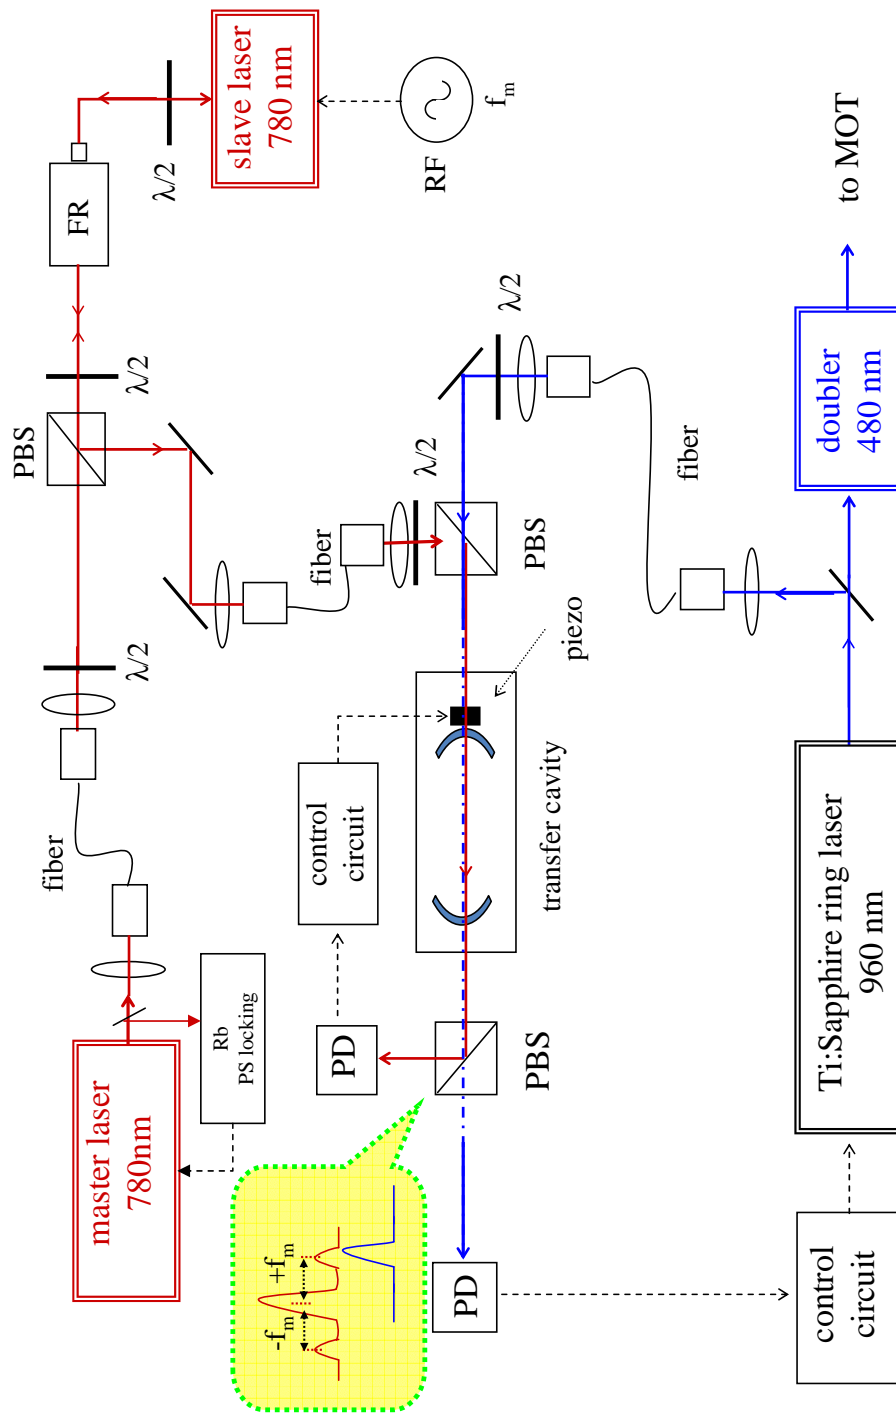 master laser
780nm
Rb
PS locking
fiber
λ/2
PBS
λ/2
FR
λ/2
slave laser
780 nm
RF
f_m
-f_m
+f_m
PD
control
circuit
fiber
λ/2
PBS
λ/2
PD
PBS
transfer cavity
piezo
fiber
control
circuit
Ti:Sapphire ring laser
960 nm
doubler
480 nm
to MOT